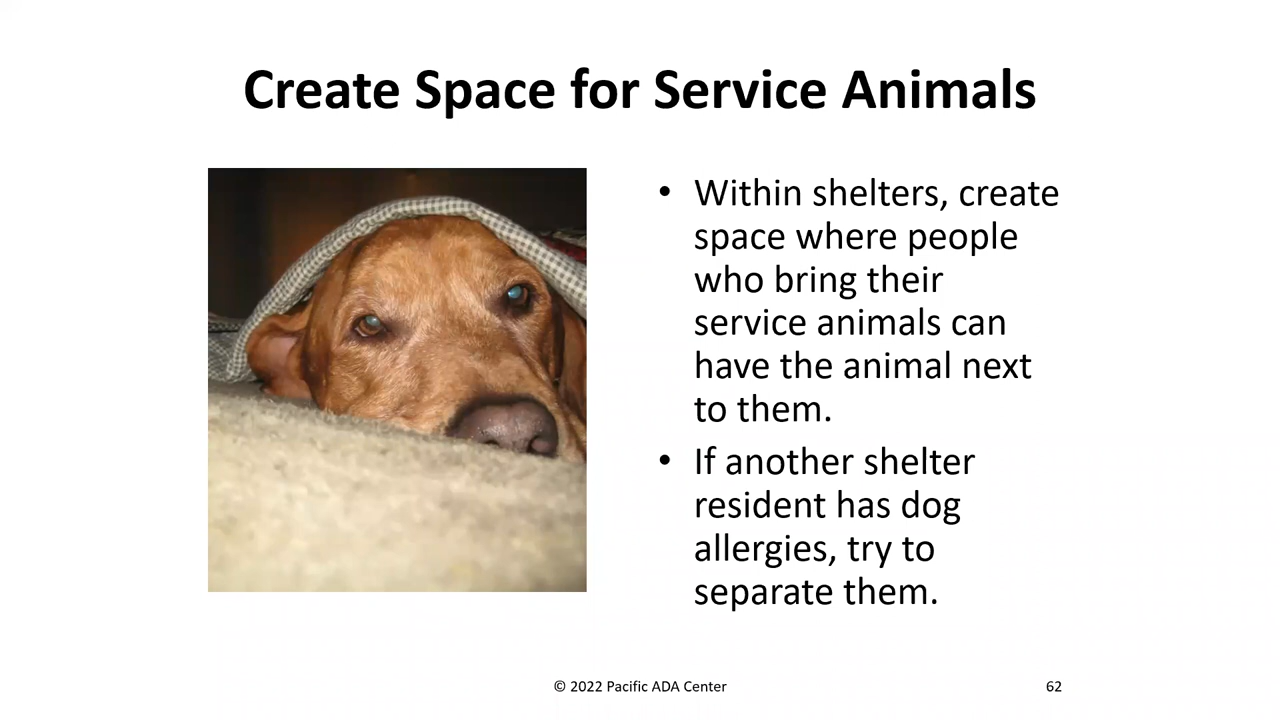 Create Space for Service Animals
• Within shelters, create
space where people
who bring their
service animals can
have the animal next
to them.
• If another shelter
resident has dog
allergies, try to
separate them.
© 2022 Pacific ADA Center
62